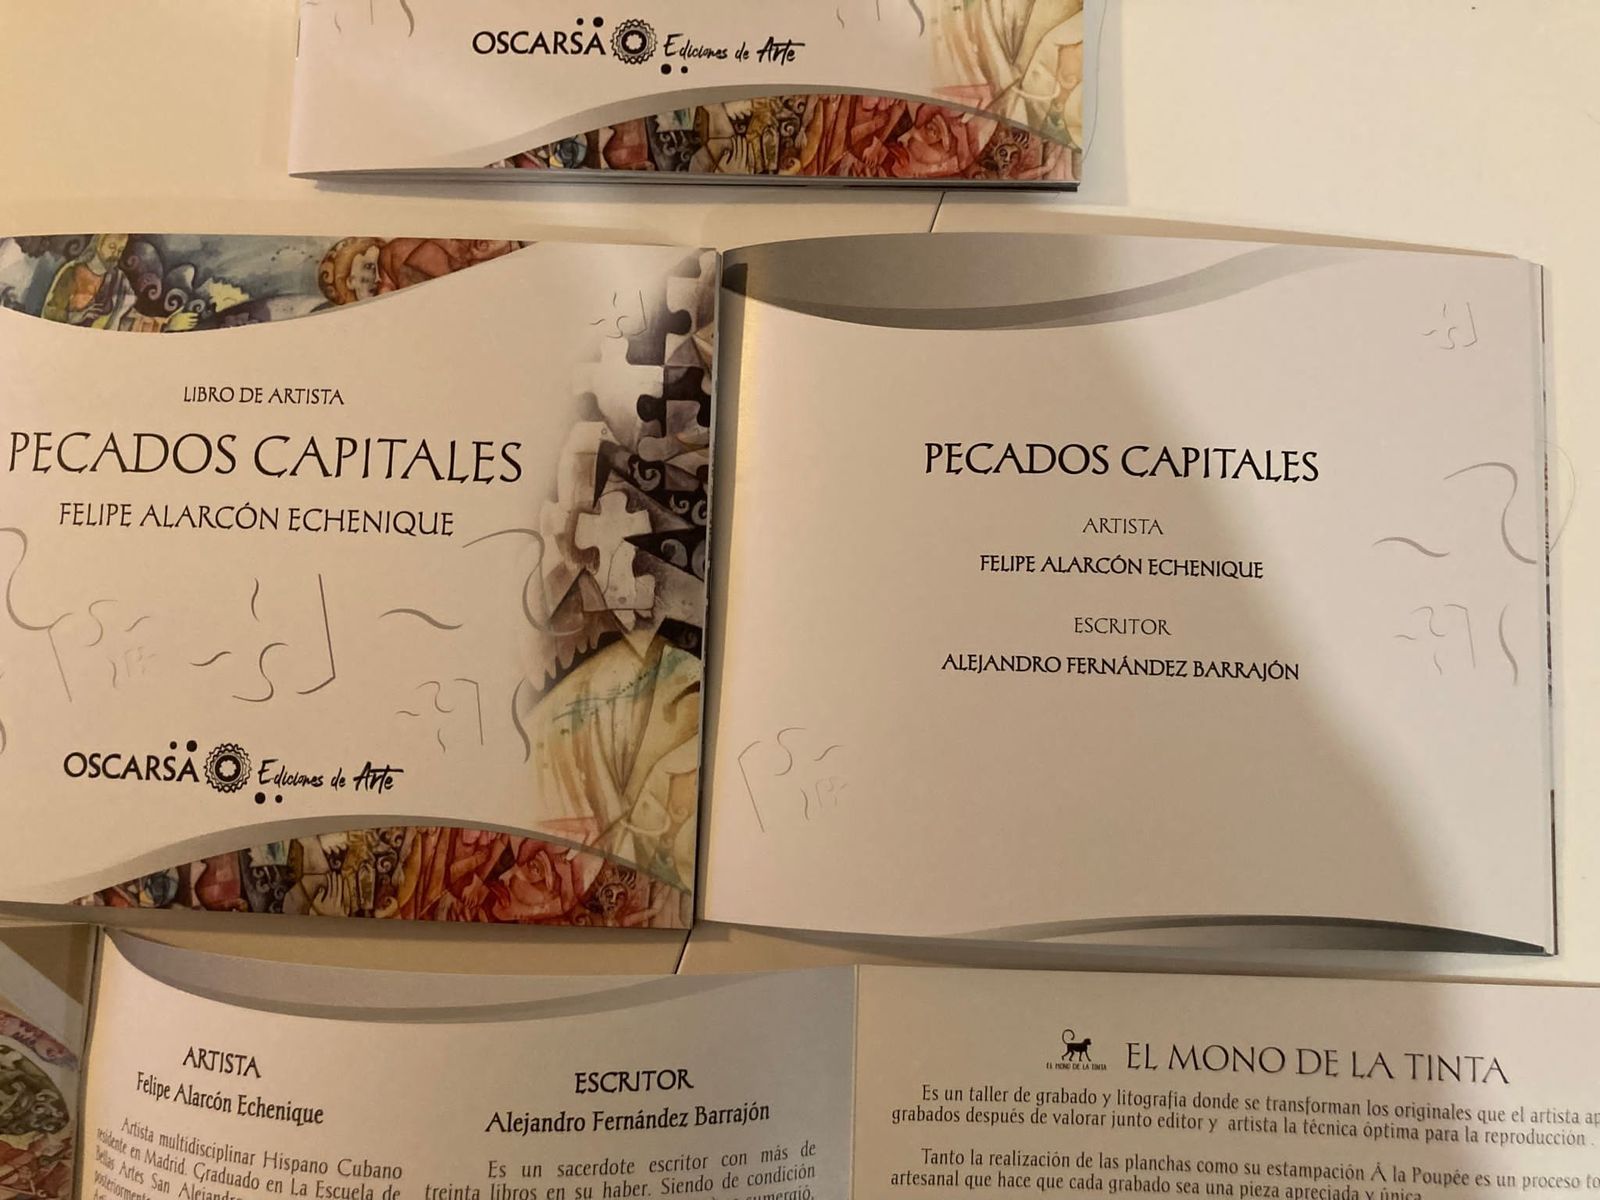 OSCARSA Ediciones de Arte
LIBRO DE ARTISTA
PECADOS CAPITALES
FELIPE ALARCÓN ECHENIQUE
OSCARSA Ediciones de Arte
PECADOS CAPITALES
ARTISTA
FELIPE ALARCÓN ECHENIQUE
ESCRITOR
ALEJANDRO FERNÁNDEZ BARRAJÓN
ARTISTA
Felipe Alarcón Echenique
Artista multidisciplinar Hispano Cubano
residente en Madrid. Graduado en La Escuela de
Bellas Artes San
ESCRITOR
Alejandro Fernández Barrajón
Es un sacerdote escritor con más de
treinta libros en su haber. Siendo de condición
EL MONO DE LA TINTA
EL MONO DE LA TINTA
Es un taller de grabado y litografía donde se transforman los originales que el artista
grabados después de valorar junto editor y artista la técnica óptima para la reproducción .
Tanto la realización de las planchas como su estampación Á la Poupée es un proceso
artesanal que hace que cada grabado sea una pieza apreciada y única